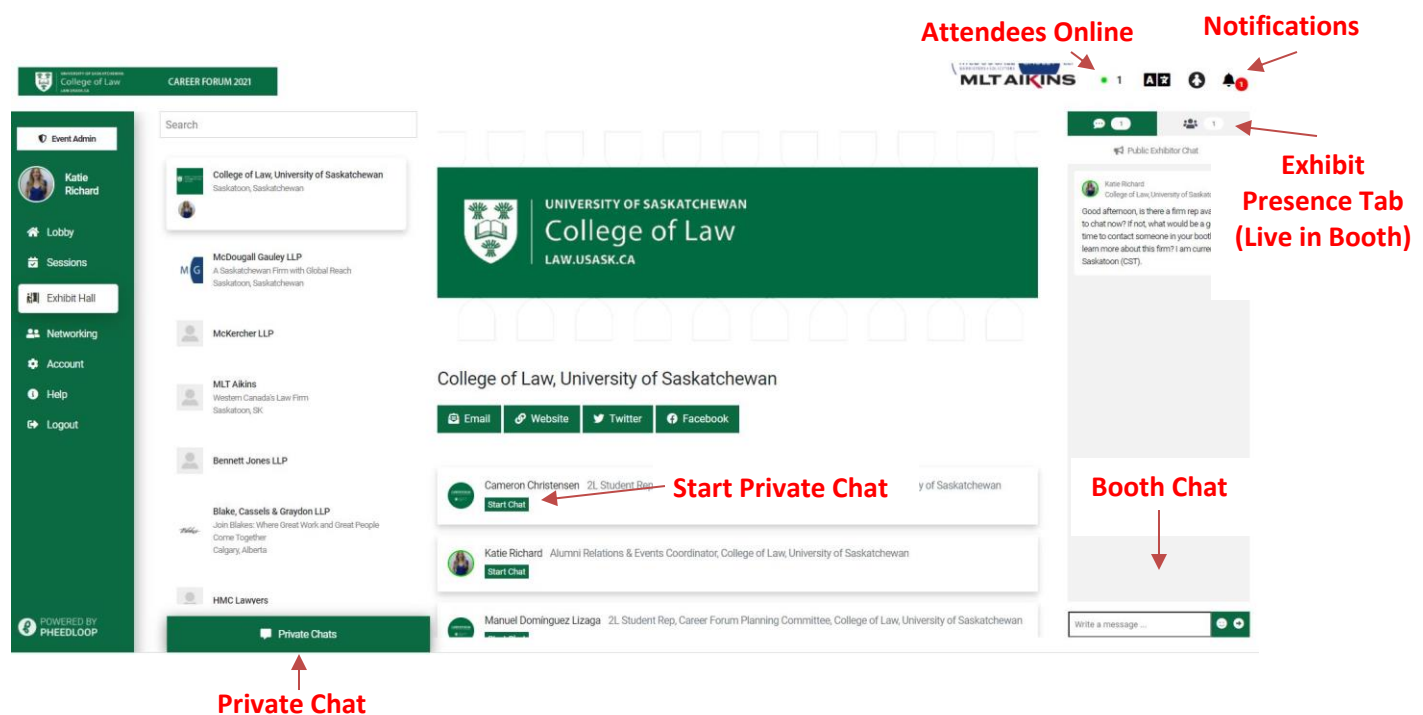 Attendees Online
Notifications
UNIVERSITY OF SASKATCHEWAN
College of Law
LAW.USASK.CA
CAREER FORUM 2021
MLT AIKINS
1
1
Event Admin
Katie
Richard
Lobby
Sessions
Exhibit Hall
Networking
Account
Help
Logout
POWERED BY
PHEEDLOOP
Search
College of Law, University of Saskatchewan
Saskatoon, Saskatchewan
MG
McDougall Gauley LLP
A Saskatchewan Firm with Global Reach
Saskatoon, Saskatchewan
McKercher LLP
MLT Aikins
Western Canada's Law Firm
Saskatoon, SK
Bennett Jones LLP
Blake, Cassels & Graydon LLP
Join Blakes: Where Great Work and Great People
Come Together
Calgary, Alberta
HMC Lawyers
Private Chats
Private Chat
UNIVERSITY OF SASKATCHEWAN
College of Law
LAW.USASK.CA
College of Law, University of Saskatchewan
Email
Website
Twitter
Facebook
Cameron Christensen 2L Student Rep
y of Saskatchewan
Start Chat
Start Private Chat
Katie Richard Alumni Relations & Events Coordinator, College of Law, University of Saskatchewan
Start Chat
Manuel Dominguez Lizaga 2L Student Rep, Career Forum Planning Committee, College of Law, University of Saskatchewan
1
1
Public Exhibitor Chat
Katie Richard
College of Law, University of Saskat
Good afternoon, is there a firm rep ava
to chat now? If not, what would be a g
time to contact someone in your boot
learn more about this firm? I am curre
Saskatoon (CST).
Exhibit
Presence Tab
(Live in Booth)
Booth Chat
Write a message ...